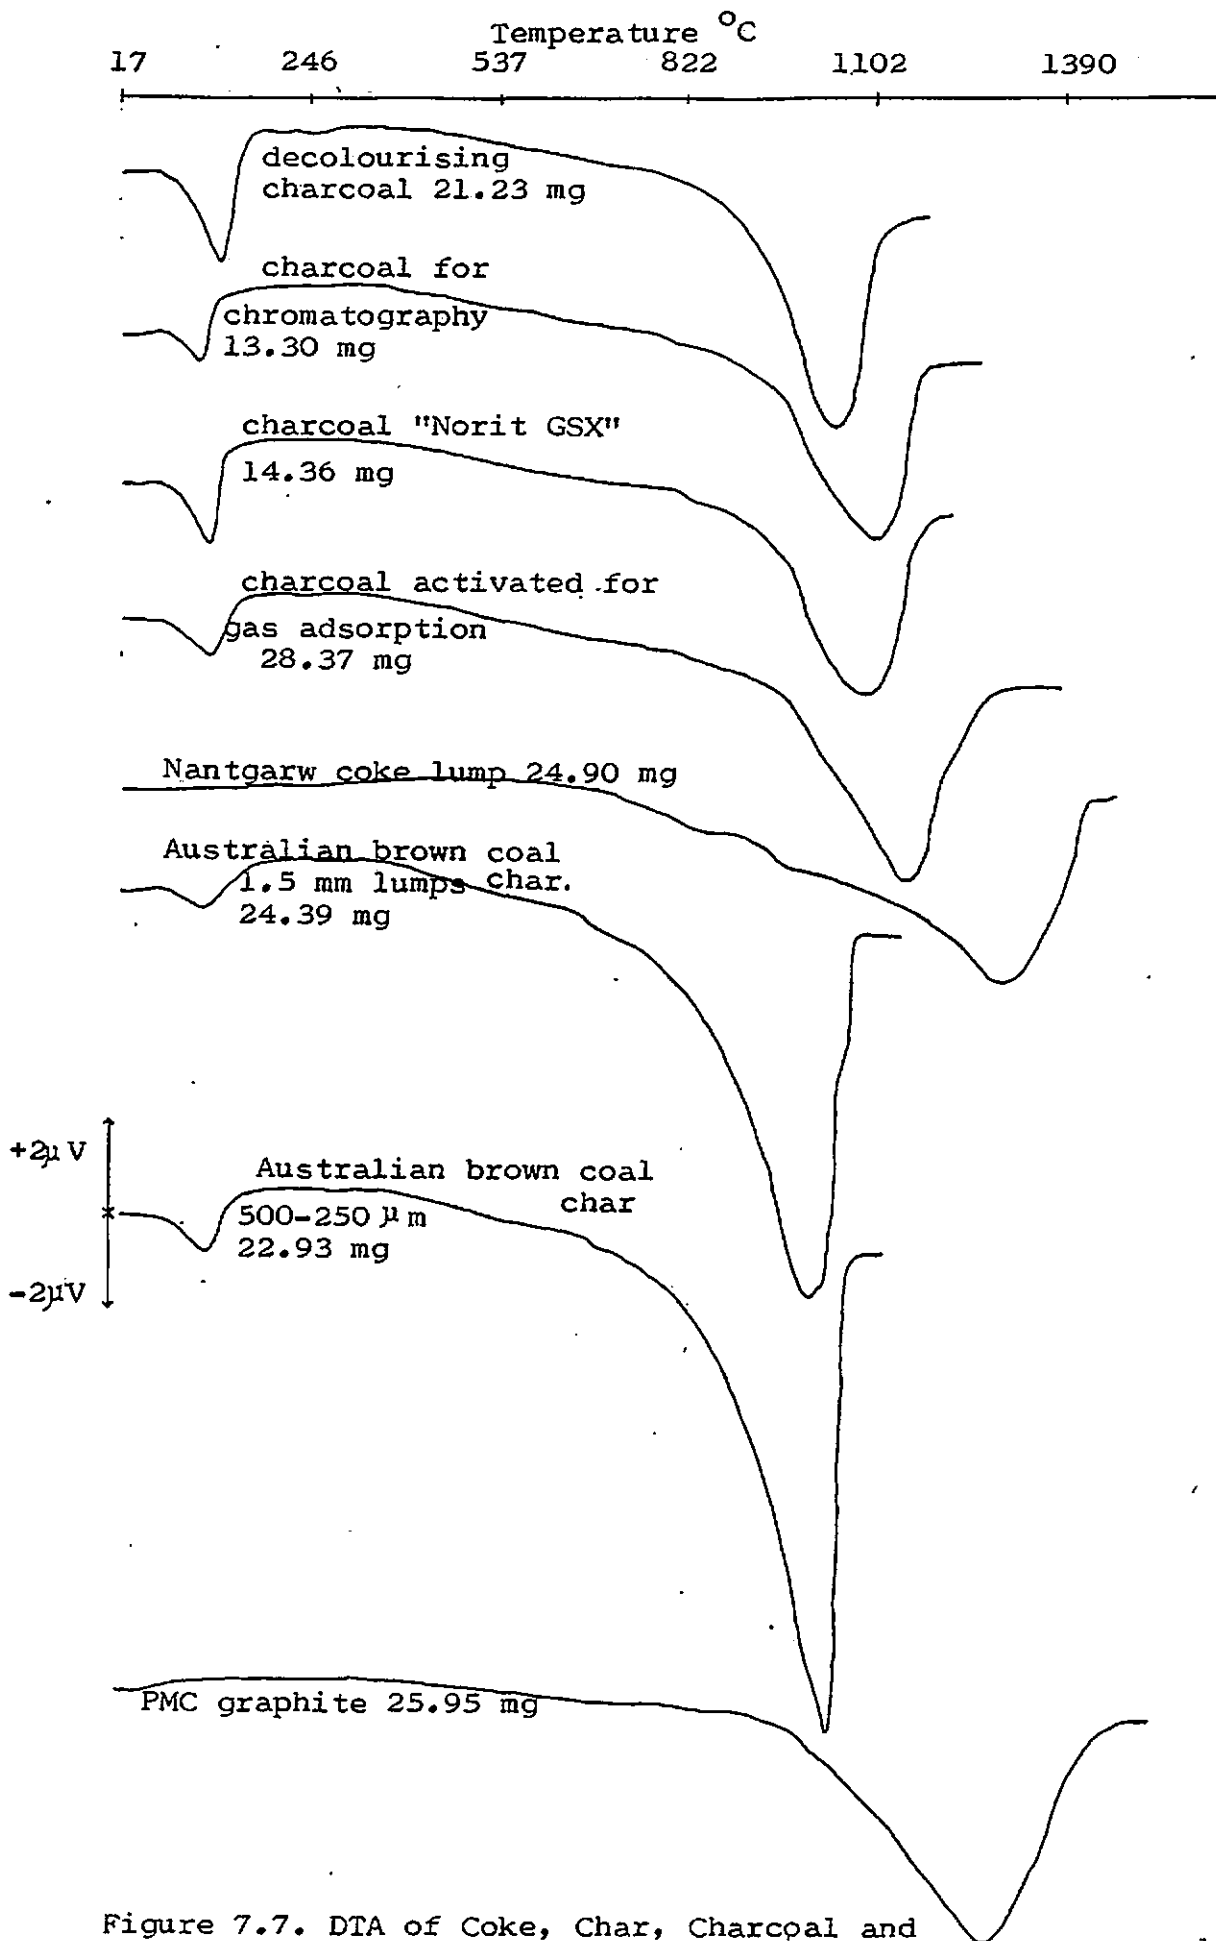 Temperature °C
17 246 537 822 1102 1390
decolourising
charcoal 21.23 mg
charcoal for
chromatography
13.30 mg
charcoal "Norit GSX"
14.36 mg
charcoal activated for
gas adsorption
28.37 mg
Nantgarw coke lump 24.90 mg
Australian brown coal
1.5 mm lumps char.
24.39 mg
+2μV
Australian brown coal
char
500-250 μm
22.93 mg
-2μV
PMC graphite 25.95 mg
Figure 7.7. DTA of Coke, Char, Charcoal and